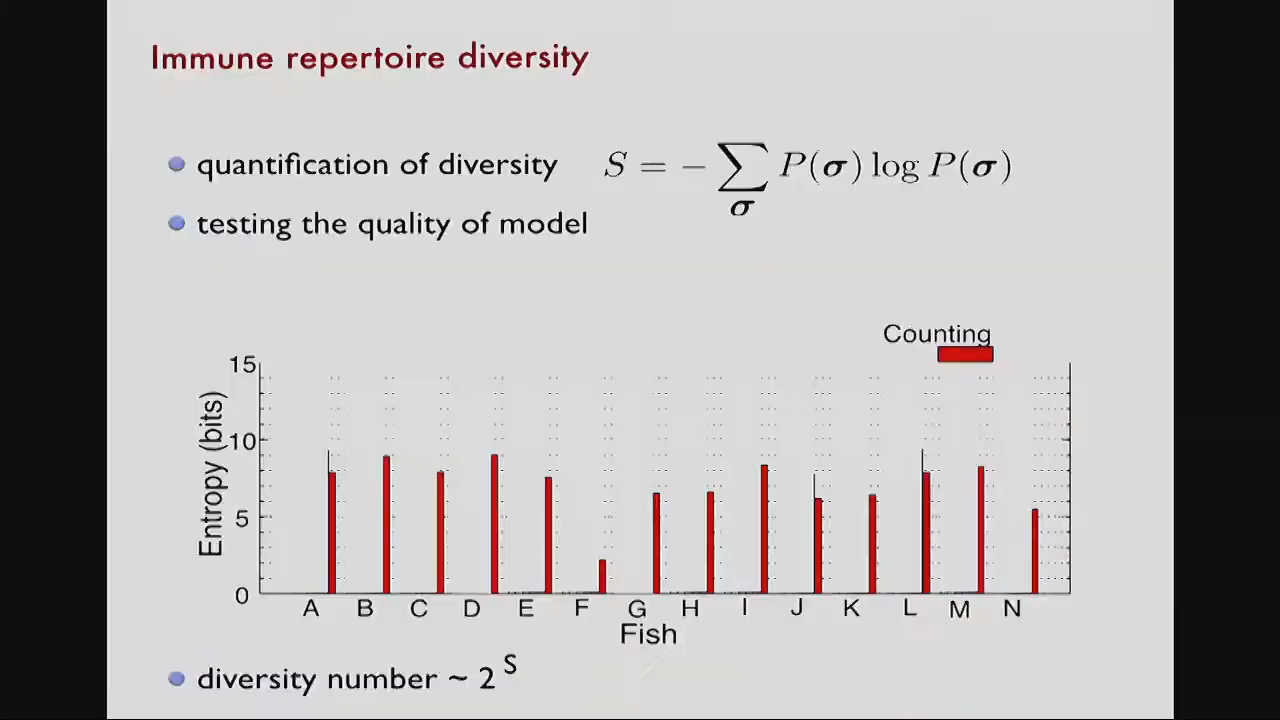 Immune repertoire diversity
quantification of diversity S = − ∑σ P(σ) log P(σ)
testing the quality of model
Counting
15
10
5
0
Entropy (bits)
A B C D E F G H I J K L M N
Fish
diversity number ~ 2^S